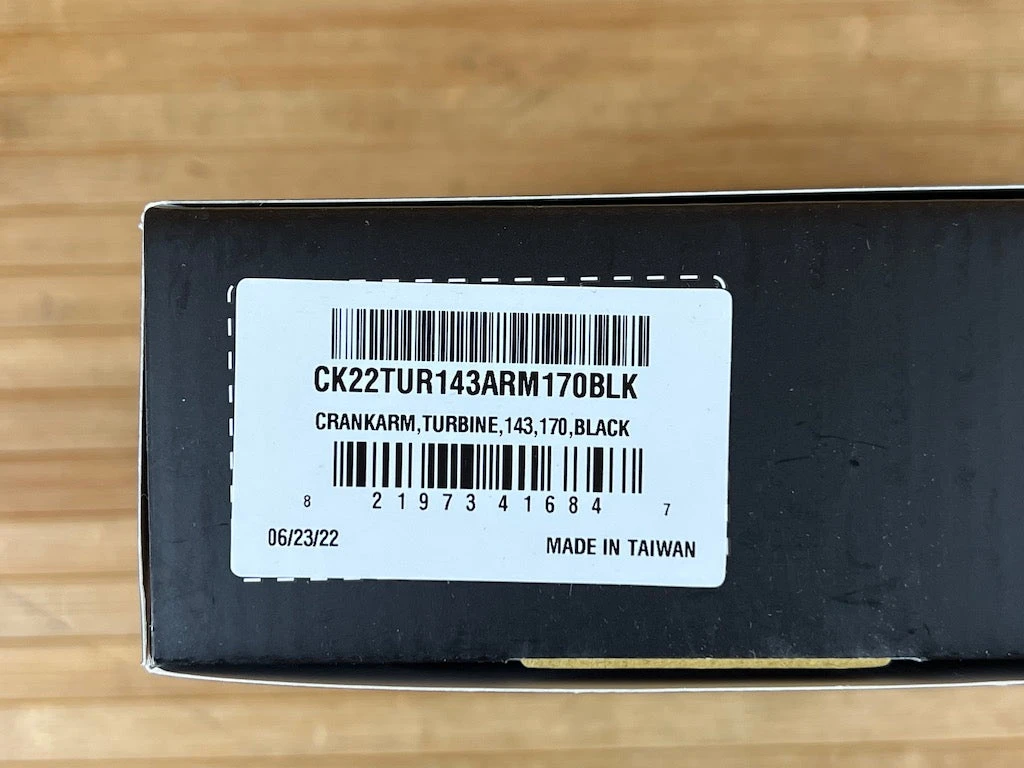 CK22TUR143ARM170BLK
CRANKARM,TURBINE,143,170,BLACK
8 21973 41684 7
06/23/22 MADE IN TAIWAN